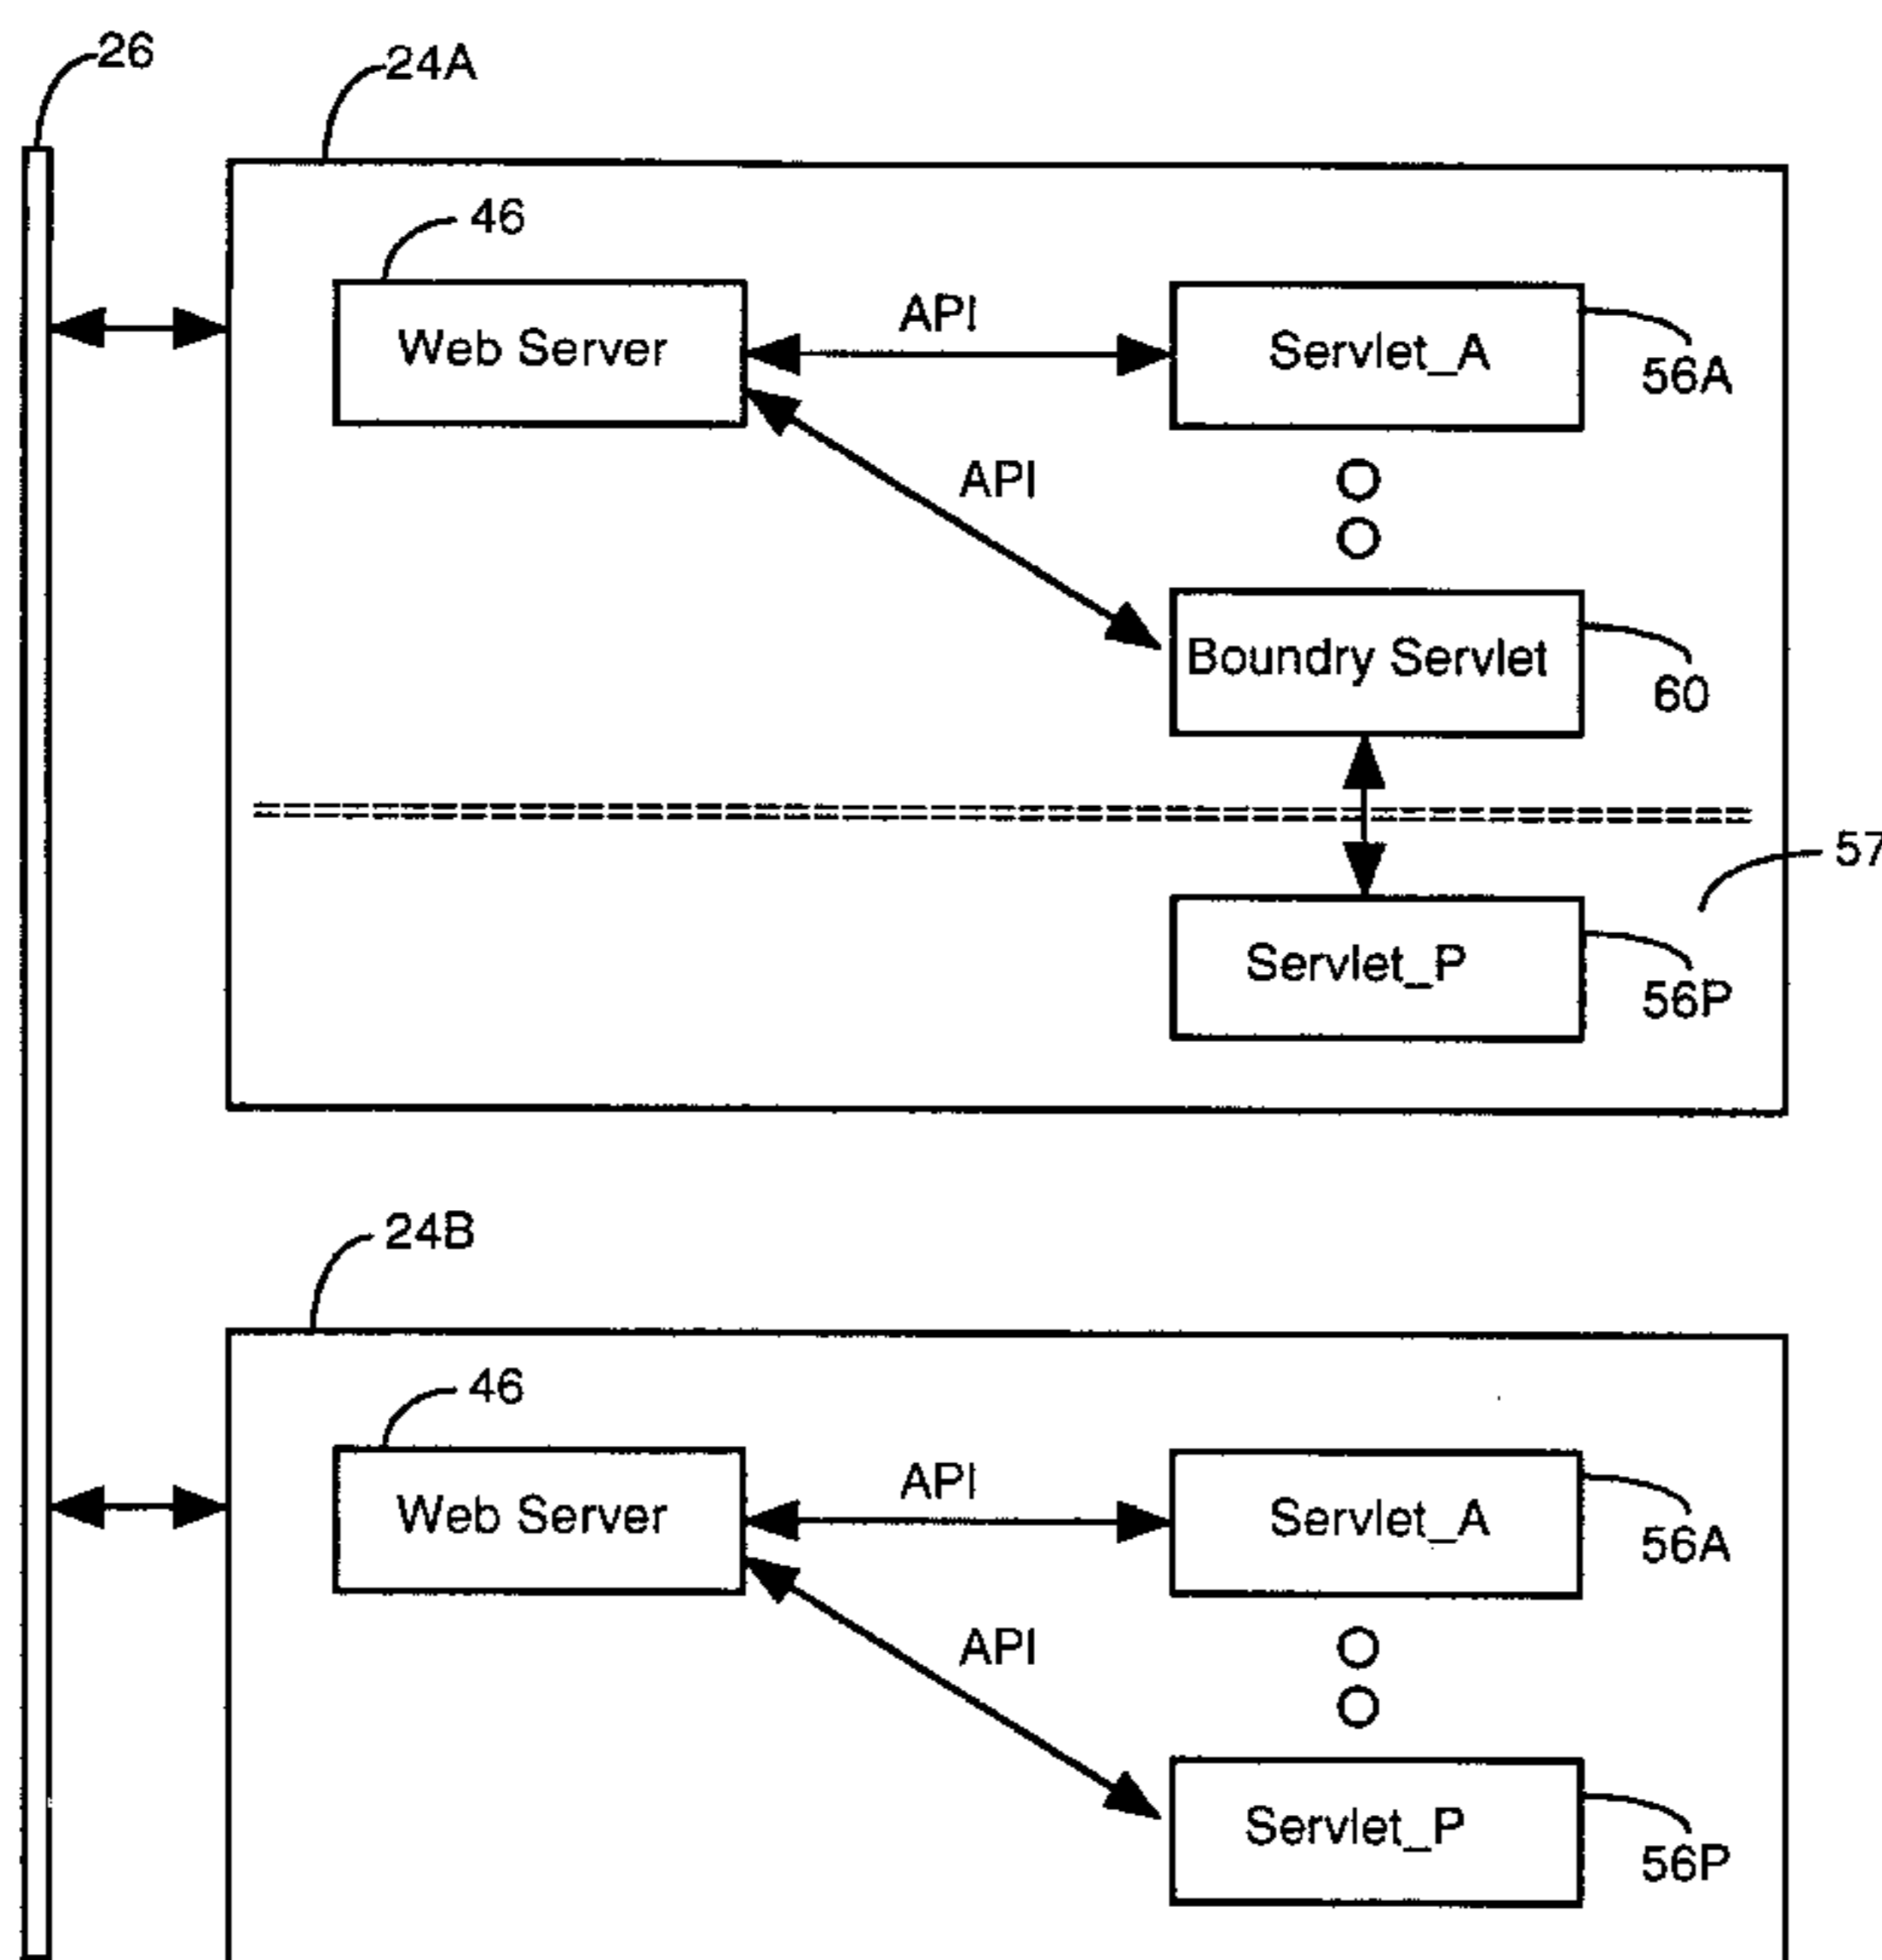 26
24A
46
API
Web Server
Servlet_A
56A
API
Boundry Servlet
60
57
Servlet_P
56P
24B
46
API
Web Server
Servlet_A
56A
API
Servlet_P
56P